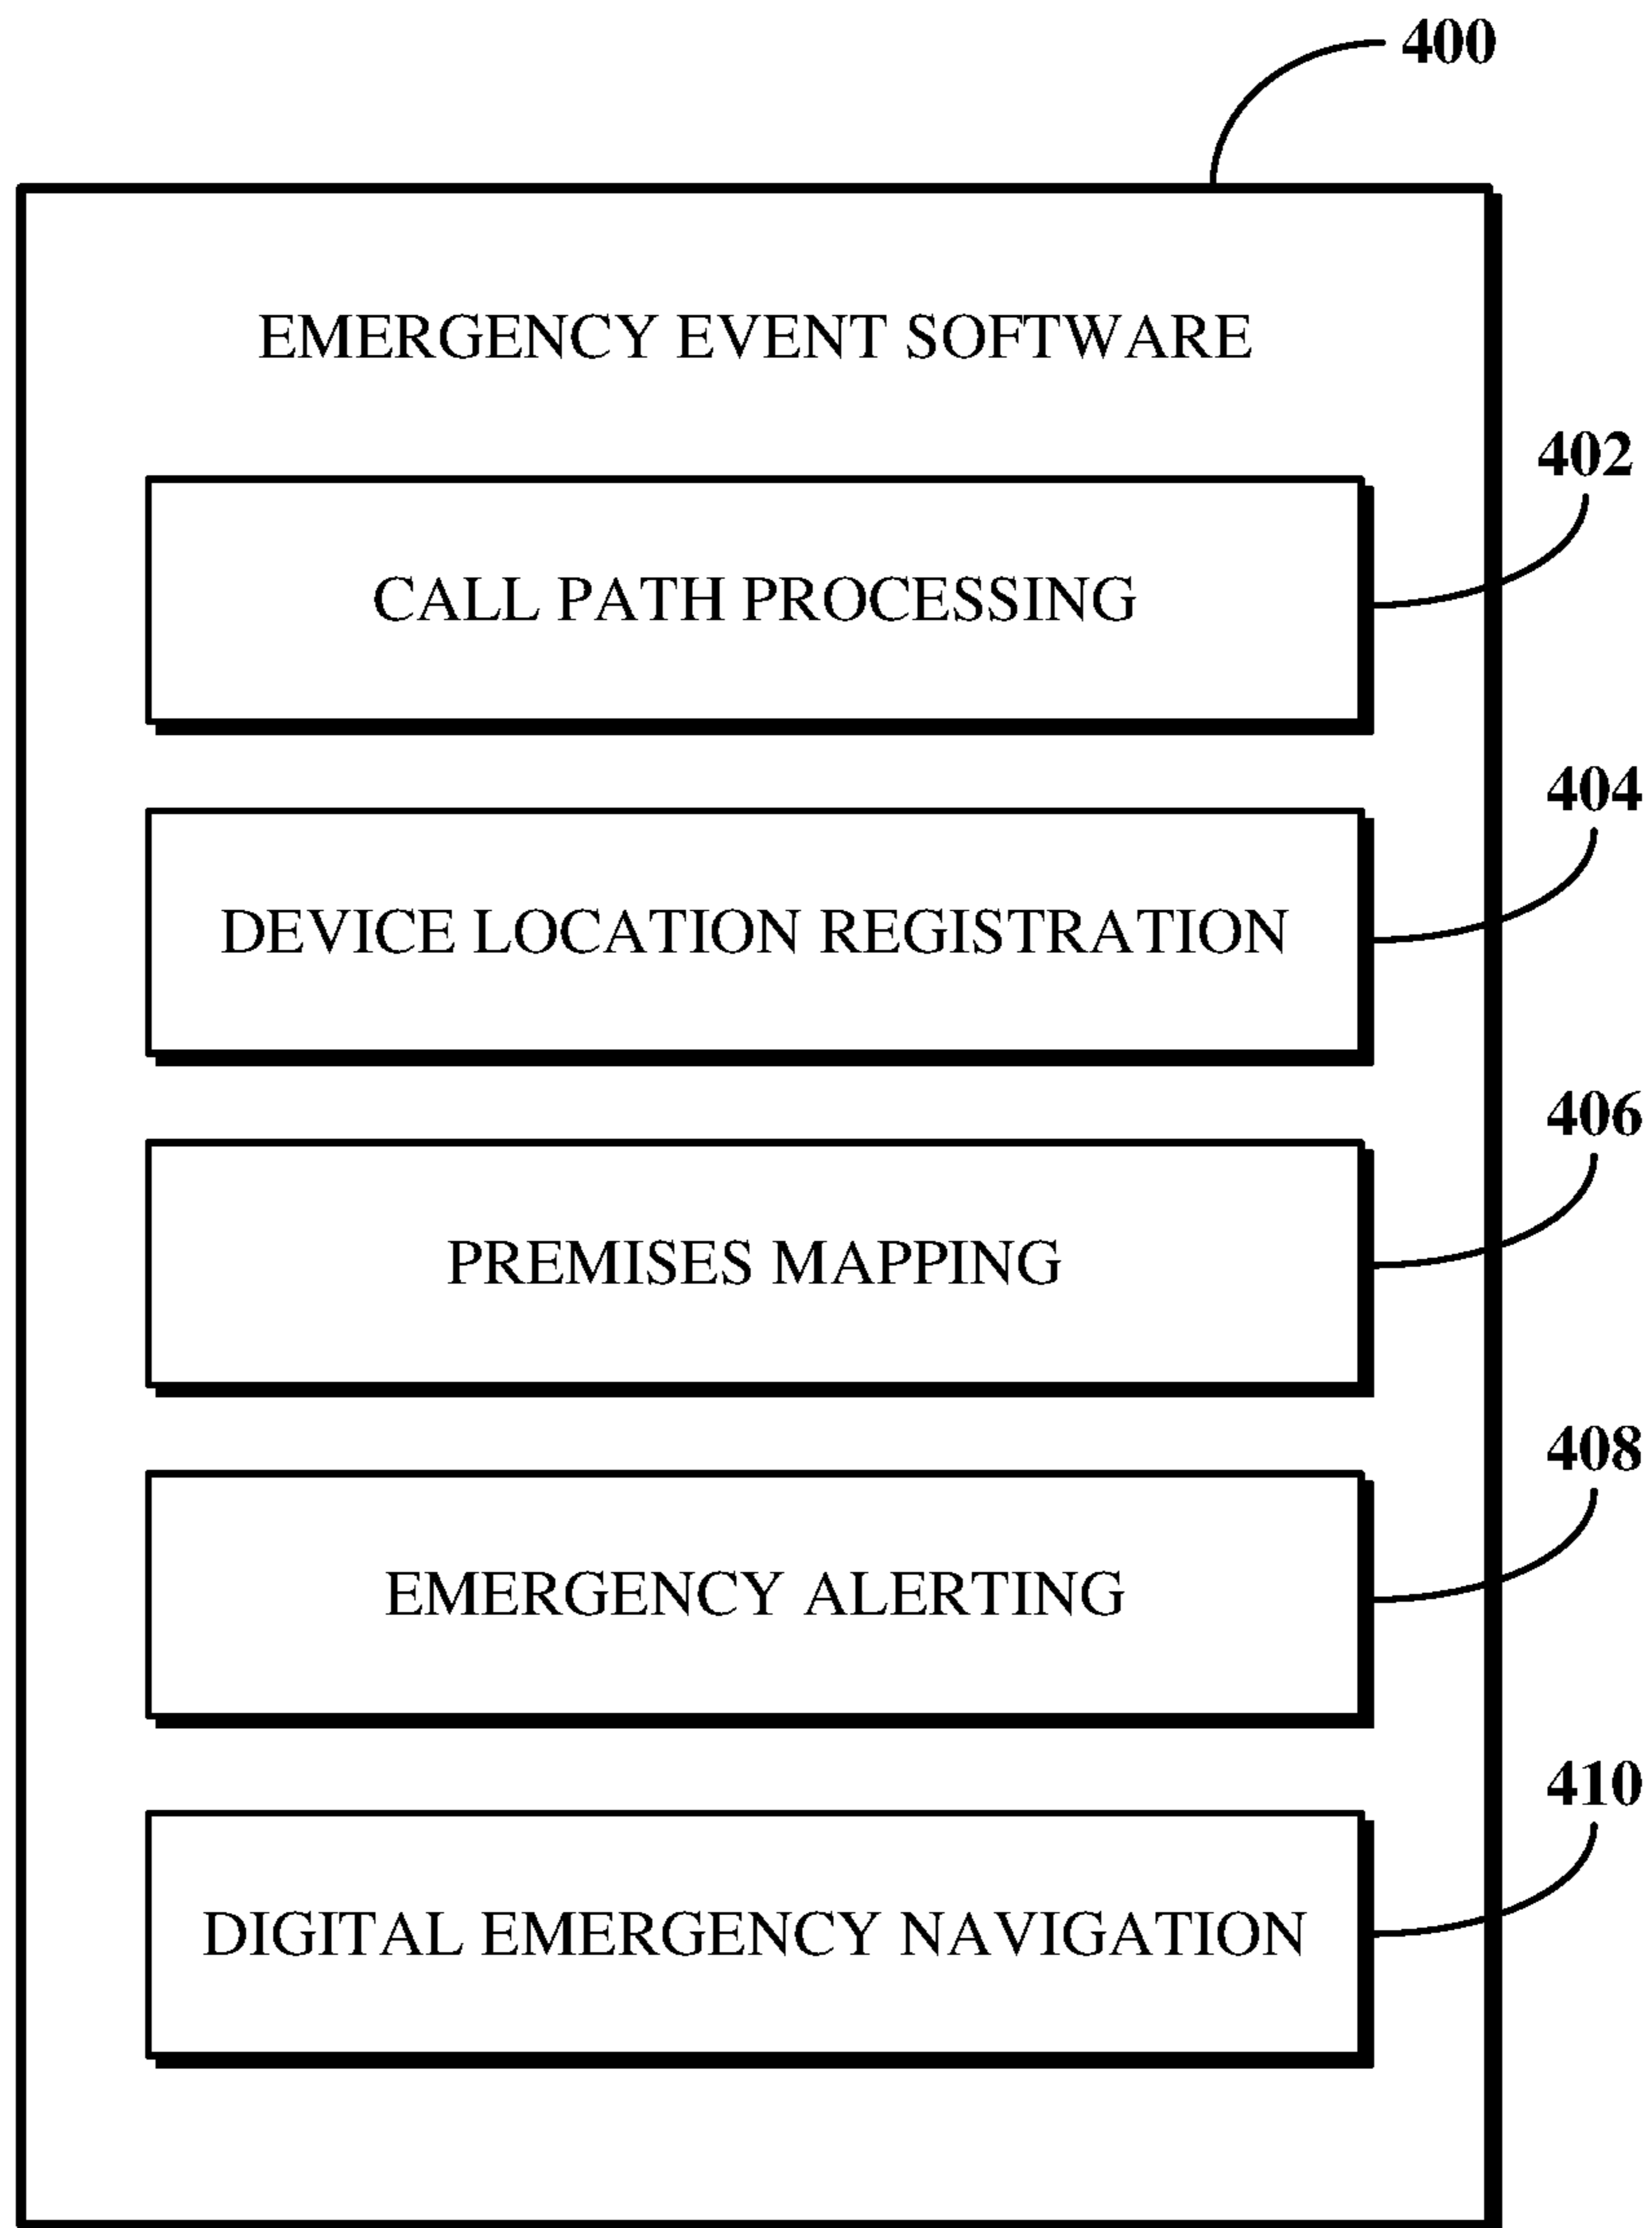 400
EMERGENCY EVENT SOFTWARE
402
CALL PATH PROCESSING
404
DEVICE LOCATION REGISTRATION
406
PREMISES MAPPING
408
EMERGENCY ALERTING
410
DIGITAL EMERGENCY NAVIGATION